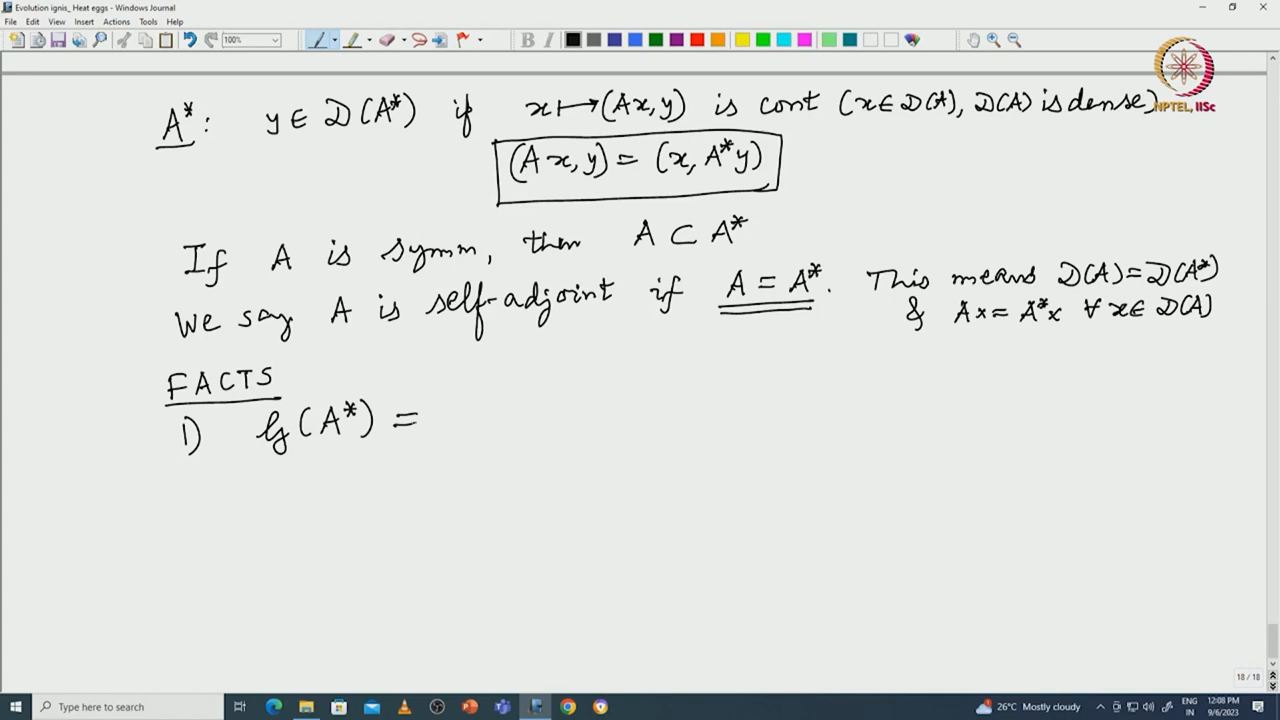 Evolution ignis_ Heat eggs - Windows Journal
File Edit View Insert Actions Tools Help
100%
B I
NPTEL, IISc
A*: y ∈ D(A*) if x ↦ (Ax, y) is cont (x ∈ D(A), D(A) is dense)
(Ax, y) = (x, A*y)
If A is symm, then A ⊂ A*
We say A is self-adjoint if A = A*. This means D(A) = D(A*)
& Ax = A*x ∀ x ∈ D(A)
FACTS
1) G(A*) =
18 / 18
Type here to search
26°C Mostly cloudy
ENG
IN
12:08 PM
9/6/2023